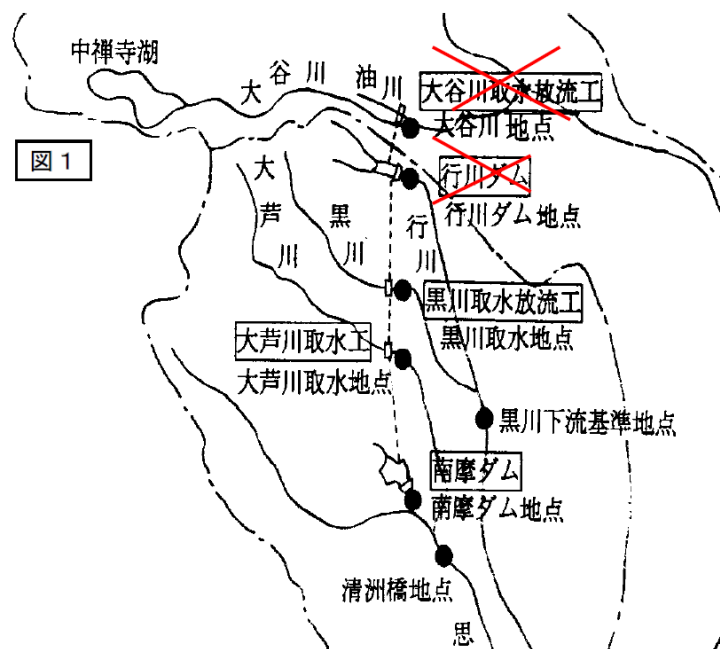 中禅寺湖
大谷川
油川
大谷川取水放流工
大谷川地点
図1
行川ダム
行川ダム地点
大芦川
黒川
行川
黒川取水放流工
黒川取水地点
大芦川取水工
大芦川取水地点
黒川下流基準地点
南摩ダム
南摩ダム地点
清洲橋地点
思